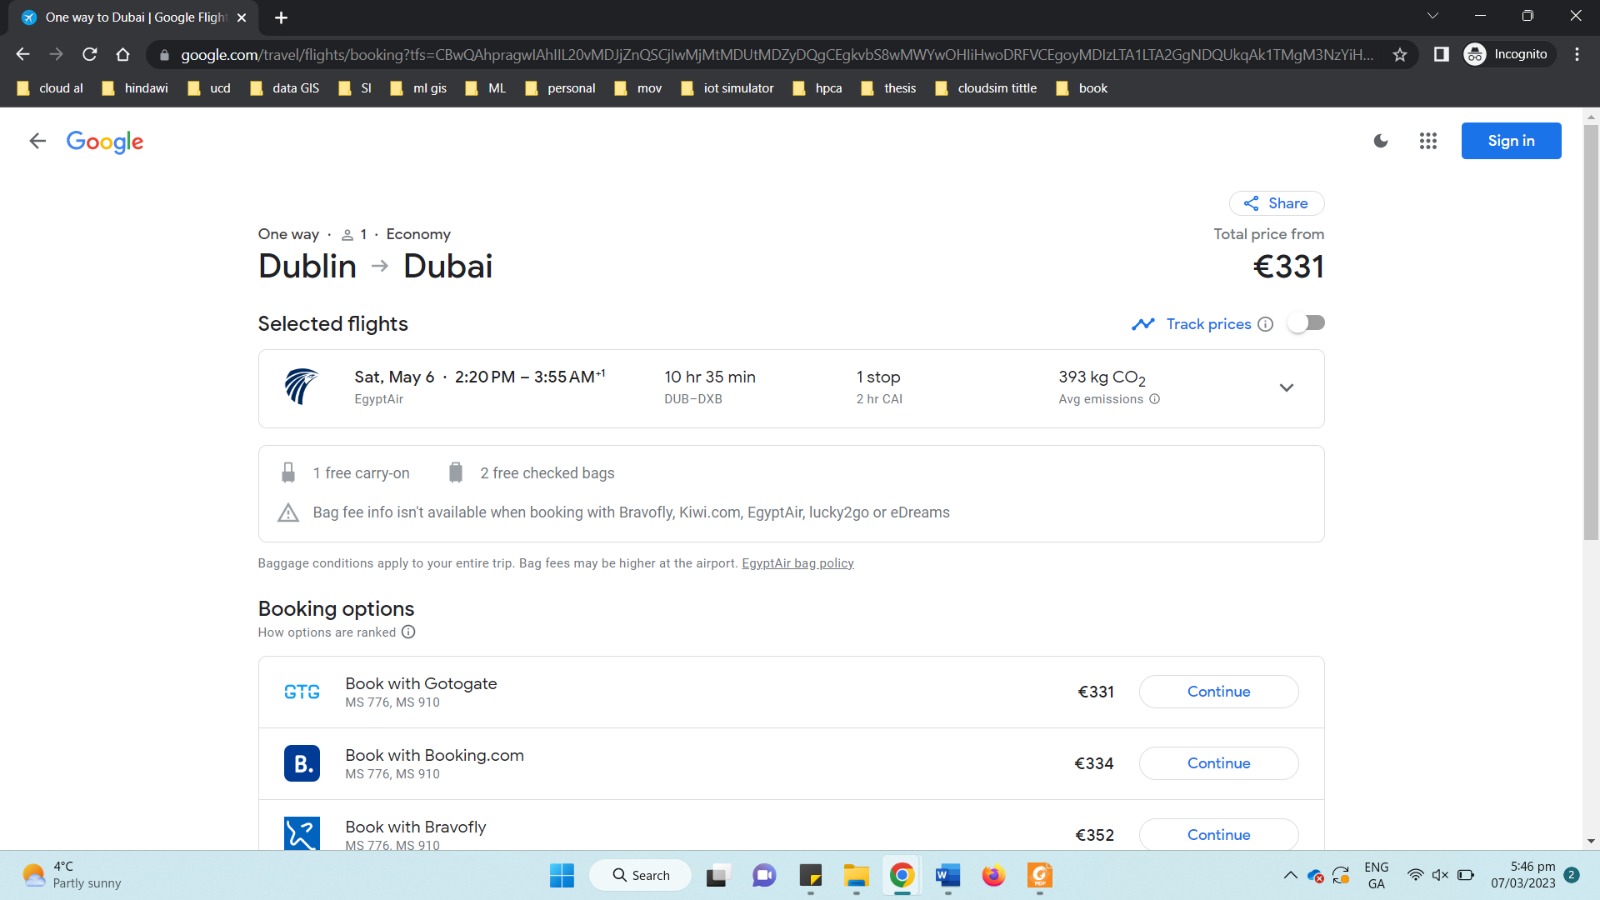 One way to Dubai | Google Fligh
google.com/travel/flights/booking?tfs=CBwQAhpragwIAhIIL20vMDJjZnQSCjIwMjMtMDUtMDZyDQgCEgkvbS8wMWYwOHIiHwoDRFVCEgoyMDIzLTA1LTA2GgNDQUkqAk1TMgM3NzYiH...
Incognito
cloud al
hindawi
ucd
data GIS
SI
ml gis
ML
personal
mov
iot simulator
hpca
thesis
cloudsim tittle
book
Google
Sign in
Share
One way · 1 · Economy
Total price from
Dublin → Dubai
€331
Selected flights
Track prices
Sat, May 6 · 2:20 PM – 3:55 AM+1
10 hr 35 min
1 stop
393 kg CO2
EgyptAir
DUB–DXB
2 hr CAI
Avg emissions
1 free carry-on
2 free checked bags
Bag fee info isn't available when booking with Bravofly, Kiwi.com, EgyptAir, lucky2go or eDreams
Baggage conditions apply to your entire trip. Bag fees may be higher at the airport. EgyptAir bag policy
Booking options
How options are ranked
GTG
Book with Gotogate
MS 776, MS 910
€331
Continue
B.
Book with Booking.com
MS 776, MS 910
€334
Continue
Book with Bravofly
MS 776, MS 910
€352
Continue
4°C
Partly sunny
Search
ENG
GA
5:46 pm
07/03/2023
2